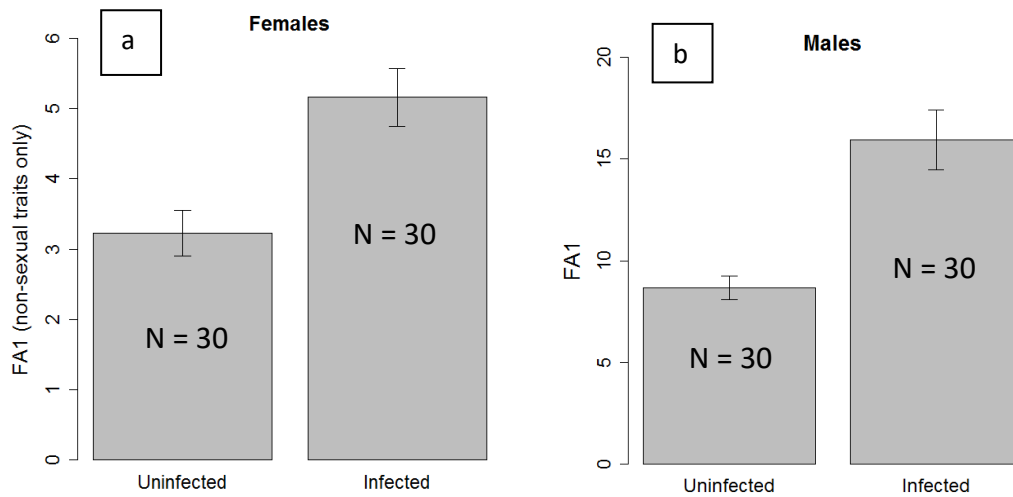 a
Females
FA1 (non-sexual traits only)
6
5
4
3
2
1
0
N = 30
N = 30
Uninfected
Infected
b
Males
FA1
20
15
10
5
0
N = 30
N = 30
Uninfected
Infected